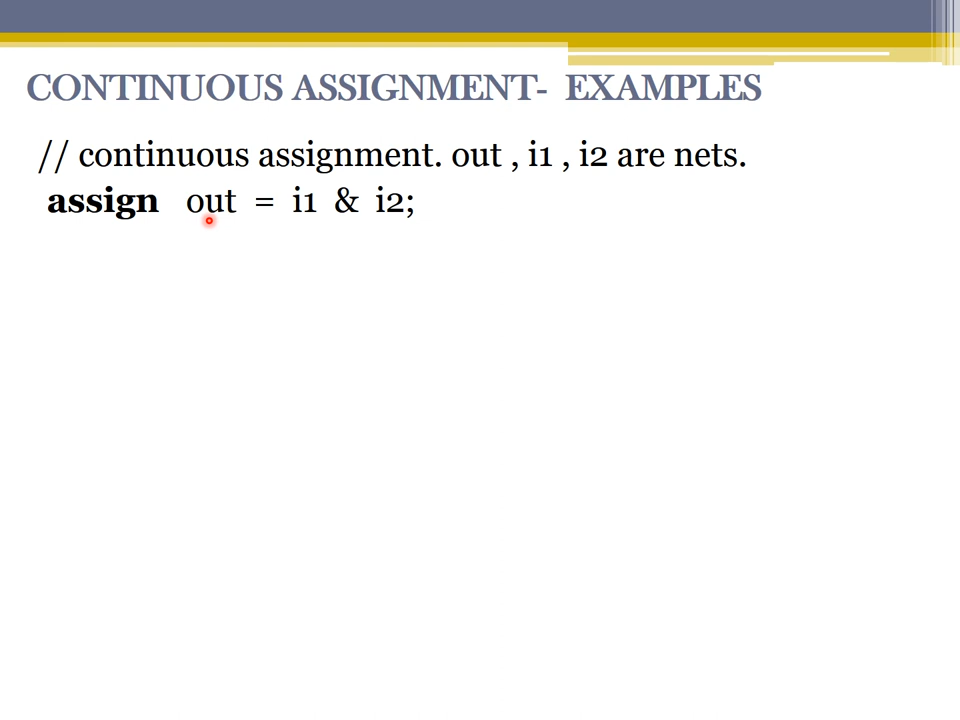 CONTINUOUS ASSIGNMENT- EXAMPLES
// continuous assignment. out , i1 , i2 are nets.
assign out = i1 & i2;